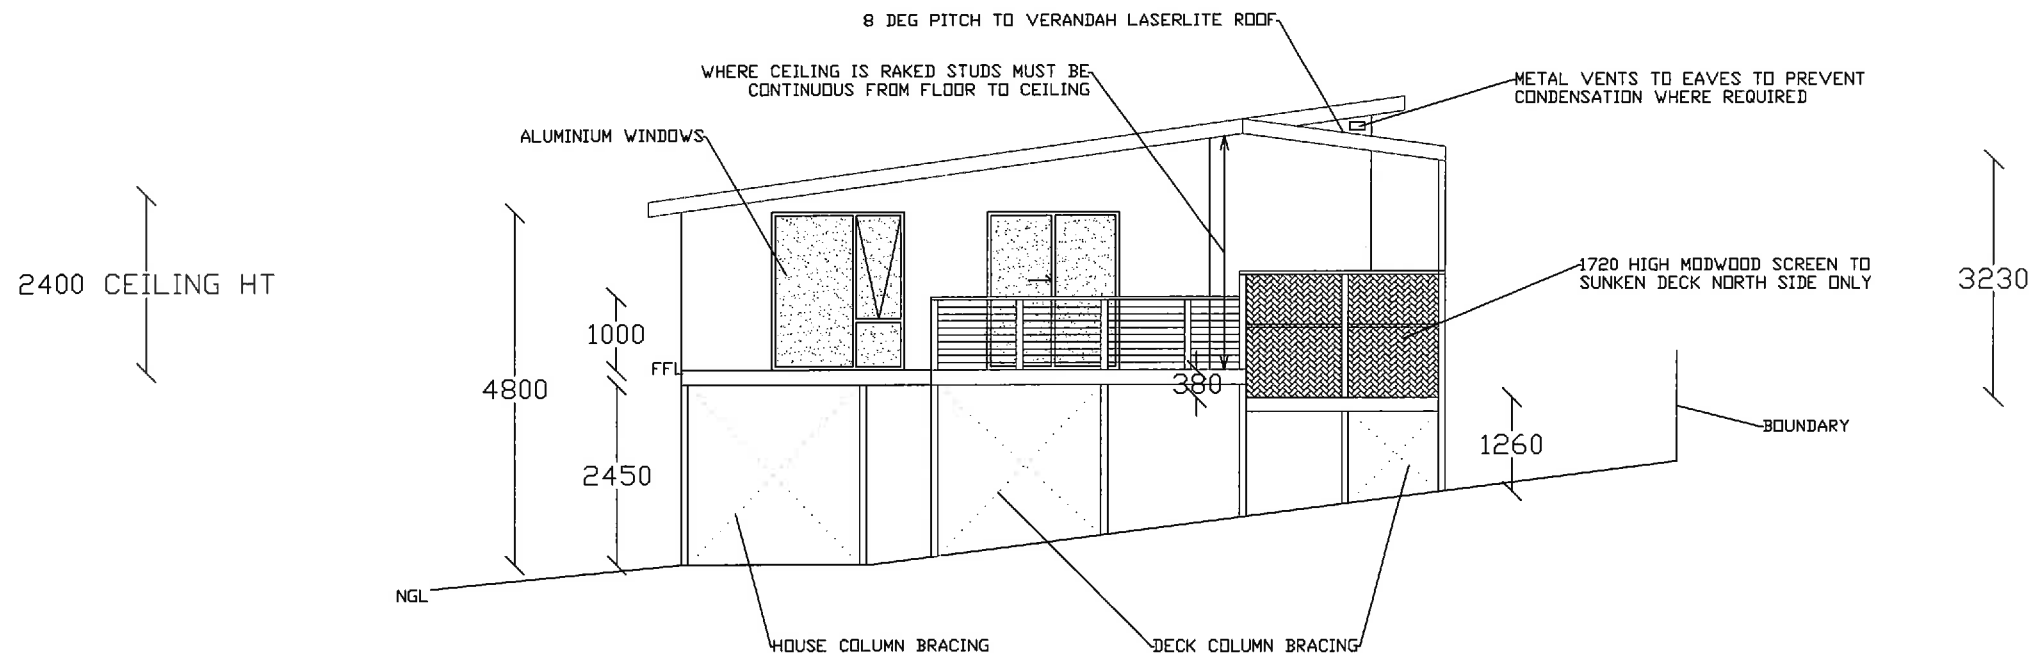 8 DEG PITCH TO VERANDAH LASERLITE ROOF
WHERE CEILING IS RAKED STUDS MUST BE
CONTINUOUS FROM FLOOR TO CEILING
METAL VENTS TO EAVES TO PREVENT
CONDENSATION WHERE REQUIRED
ALUMINIUM WINDOWS
2400 CEILING HT
1720 HIGH MODWOOD SCREEN TO
SUNKEN DECK NORTH SIDE ONLY
3230
1000
FFL
4800
380
BOUNDARY
1260
2450
NGL
HOUSE COLUMN BRACING
DECK COLUMN BRACING